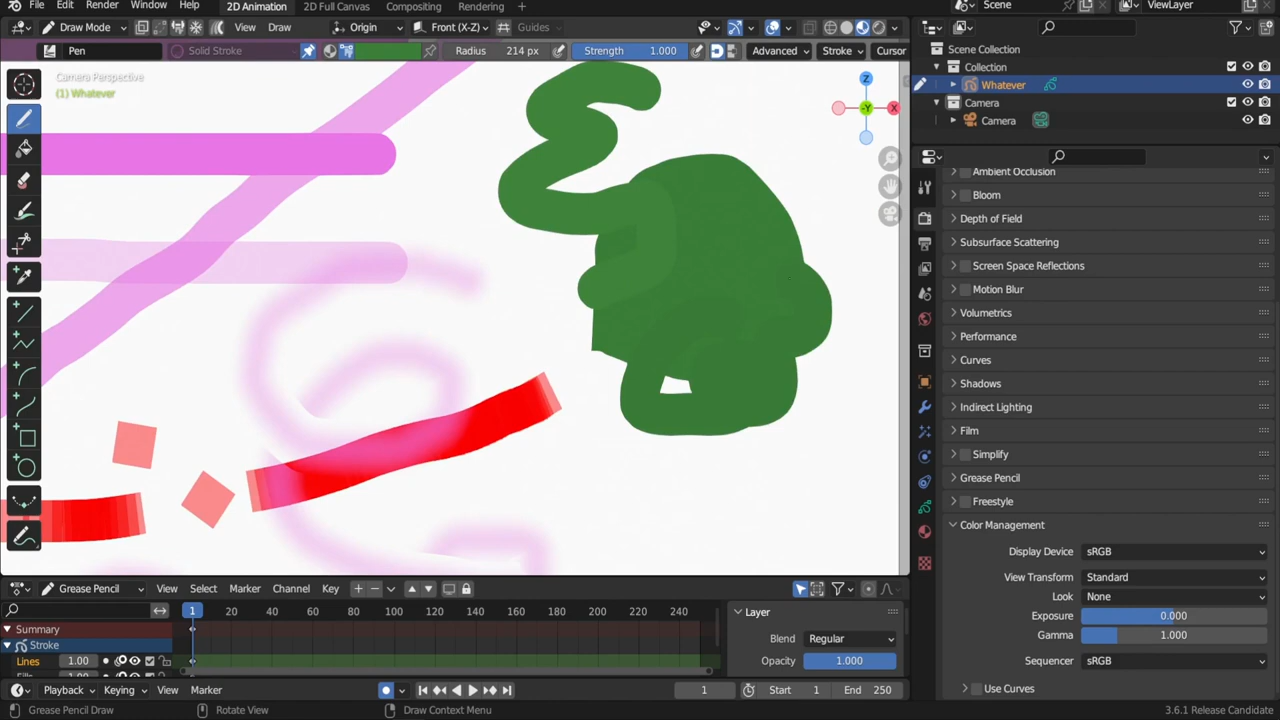 File Edit Render Window Help 2D Animation 2D Full Canvas Compositing Rendering + Scene ViewLayer
Draw Mode View Draw Origin Front (X-Z) Guides
Pen Solid Stroke Radius 214 px Strength 1.000 Advanced Stroke Cursor
Camera Perspective
(1) Whatever
Z
X
-Y
Scene Collection
Collection
Whatever
Camera
Camera
Ambient Occlusion
Bloom
Depth of Field
Subsurface Scattering
Screen Space Reflections
Motion Blur
Volumetrics
Performance
Curves
Shadows
Indirect Lighting
Film
Simplify
Grease Pencil
Freestyle
Color Management
Display Device sRGB
View Transform Standard
Look None
Exposure 0.000
Gamma 1.000
Sequencer sRGB
Use Curves
Grease Pencil View Select Marker Channel Key
1 20 40 60 80 100 120 140 160 180 200 220 240
Summary
Stroke
Lines 1.00
Layer
Blend Regular
Opacity 1.000
Playback Keying View Marker 1 Start 1 End 250
Grease Pencil Draw Rotate View Draw Context Menu 3.6.1 Release Candidate